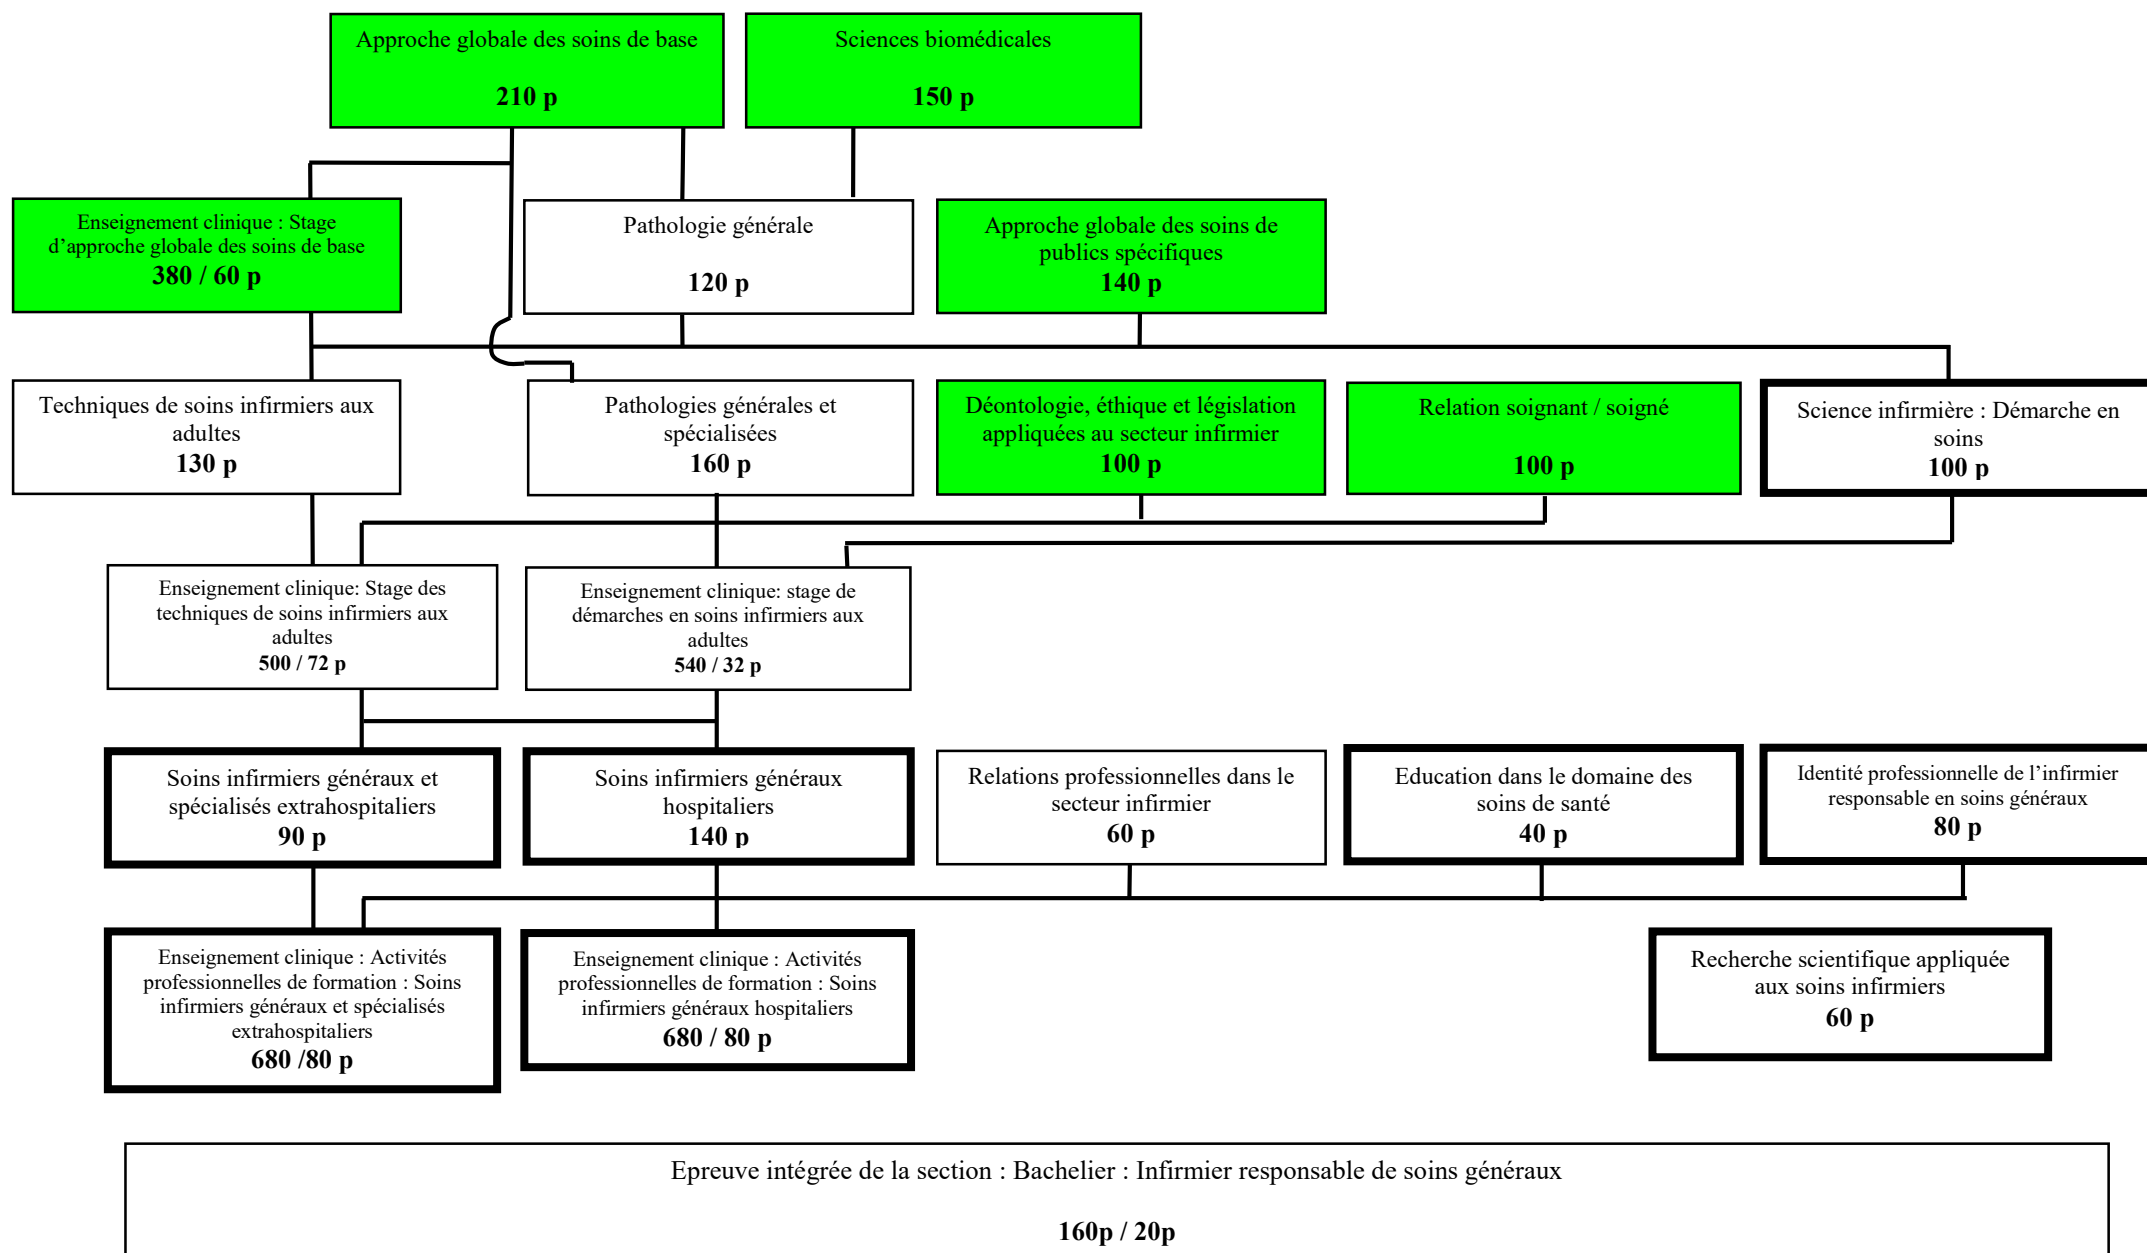 Approche globale des soins de base
210 p
Sciences biomédicales
150 p
Enseignement clinique : Stage
d’approche globale des soins de base
380 / 60 p
Pathologie générale
120 p
Approche globale des soins de
publics spécifiques
140 p
Techniques de soins infirmiers aux
adultes
130 p
Pathologies générales et
spécialisées
160 p
Déontologie, éthique et législation
appliquées au secteur infirmier
100 p
Relation soignant / soigné
100 p
Science infirmière : Démarche en
soins
100 p
Enseignement clinique: Stage des
techniques de soins infirmiers aux
adultes
500 / 72 p
Enseignement clinique: stage de
démarches en soins infirmiers aux
adultes
540 / 32 p
Soins infirmiers généraux et
spécialisés extrahospitaliers
90 p
Soins infirmiers généraux
hospitaliers
140 p
Relations professionnelles dans le
secteur infirmier
60 p
Education dans le domaine des
soins de santé
40 p
Identité professionnelle de l’infirmier
responsable en soins généraux
80 p
Enseignement clinique : Activités
professionnelles de formation : Soins
infirmiers généraux et spécialisés
extrahospitaliers
680 /80 p
Enseignement clinique : Activités
professionnelles de formation : Soins
infirmiers généraux hospitaliers
680 / 80 p
Recherche scientifique appliquée
aux soins infirmiers
60 p
Epreuve intégrée de la section : Bachelier : Infirmier responsable de soins généraux
160p / 20p